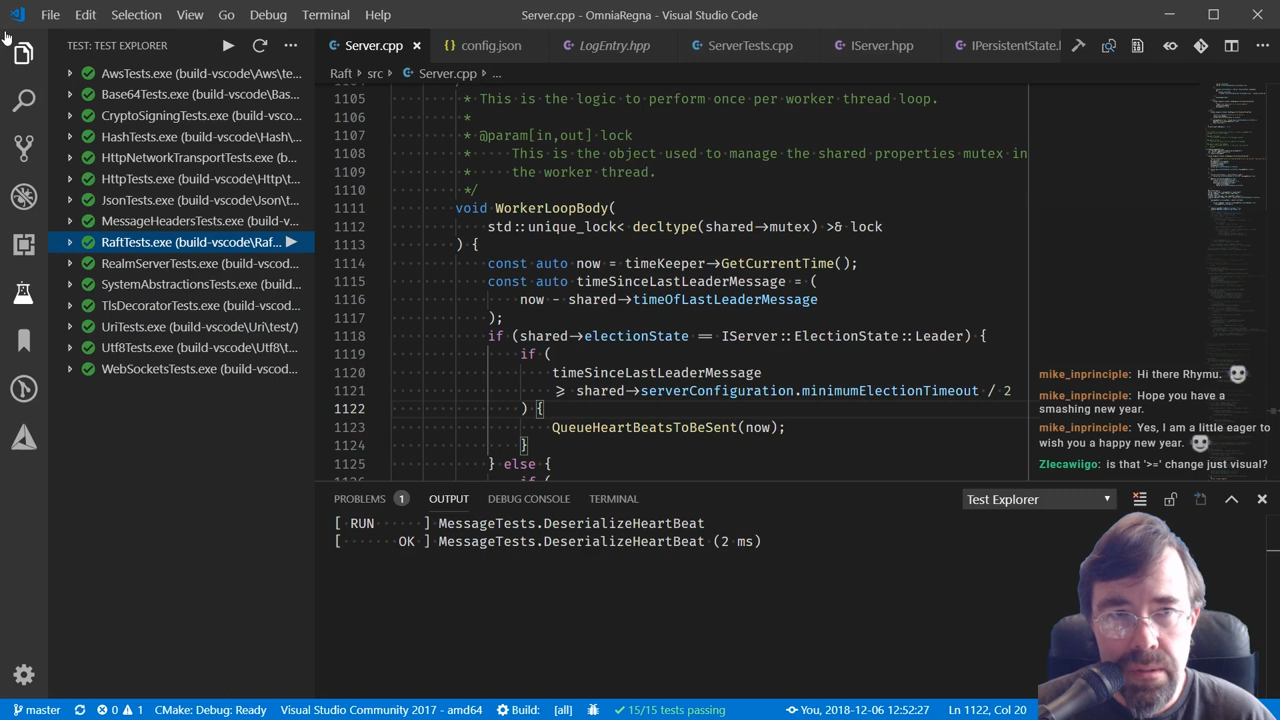 File Edit Selection View Go Debug Terminal Help
Server.cpp - OmniaRegna - Visual Studio Code
TEST: TEST EXPLORER
Server.cpp
config.json
LogEntry.hpp
ServerTests.cpp
IServer.hpp
IPersistentState.
Raft > src > Server.cpp > ...
AwsTests.exe (build-vscode\Aws\te...
Base64Tests.exe (build-vscode\Bas...
CryptoSigningTests.exe (build-vsco...
HashTests.exe (build-vscode\Hash\...
HttpNetworkTransportTests.exe (b...
HttpTests.exe (build-vscode\Http\t...
JsonTests.exe (build-vscode\Json\t...
MessageHeadersTests.exe (build-v...
RaftTests.exe (build-vscode\Raf...
RealmServerTests.exe (build-vscod...
SystemAbstractionsTests.exe (build...
TlsDecoratorTests.exe (build-vscod...
UriTests.exe (build-vscode\Uri\test/)
Utf8Tests.exe (build-vscode\Utf8\t...
WebSocketsTests.exe (build-vscod...
1105 * This is the logic to perform once per worker thread loop.
1106 *
1107 * @param[in,out] lock
1108 * is the object used to manage the shared properties mutex in
1109 * the worker thread.
1110 */
1111 void LoopBody(
1112 std::unique_lock< decltype(shared->mutex) >& lock
1113 ) {
1114 const auto now = timeKeeper->GetCurrentTime();
1115 const auto timeSinceLastLeaderMessage = (
1116 now - shared->timeOfLastLeaderMessage
1117 );
1118 if (shared->electionState == IServer::ElectionState::Leader) {
1119 if (
1120 timeSinceLastLeaderMessage
1121 >= shared->serverConfiguration.minimumElectionTimeout / 2
1122 ) {
1123 QueueHeartBeatsToBeSent(now);
1124 }
1125 } else {
mike_inprinciple: Hi there Rhymu.
mike_inprinciple: Hope you have a
smashing new year.
mike_inprinciple: Yes, I am a little eager to
wish you a happy new year.
Zlecawiigo: is that '>=' change just visual?
PROBLEMS 1 OUTPUT DEBUG CONSOLE TERMINAL
Test Explorer
[ RUN ······ ] MessageTests.DeserializeHeartBeat
[ ······· OK ] MessageTests.DeserializeHeartBeat (2 ms)
master 0 1 CMake: Debug: Ready Visual Studio Community 2017 - amd64 Build: [all] 15/15 tests passing You, 2018-12-06 12:52:27 Ln 1122, Col 20